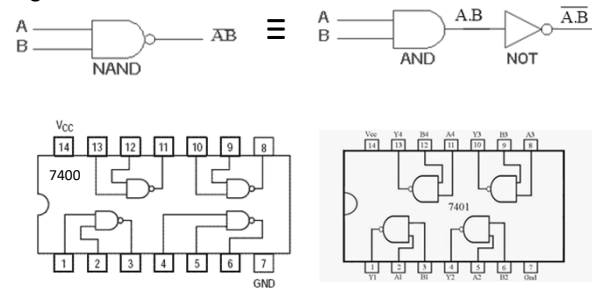 A
B
A.B
NAND
≡
A
B
A.B
A.B
AND
NOT
VCC
14 13 12 11 10 9 8
7400
1 2 3 4 5 6 7
GND
Vcc Y4 B4 A4 Y3 B3 A3
14 13 12 11 10 9 8
7401
1 2 3 4 5 6 7
Y1 A1 B1 Y2 A2 B2 Gnd